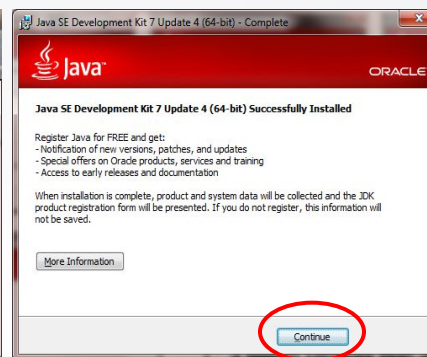 Java SE Development Kit 7 Update 4 (64-bit) - Complete
Java™
ORACLE
Java SE Development Kit 7 Update 4 (64-bit) Successfully Installed
Register Java for FREE and get:
- Notification of new versions, patches, and updates
- Special offers on Oracle products, services and training
- Access to early releases and documentation
When installation is complete, product and system data will be collected and the JDK
product registration form will be presented. If you do not register, this information will
not be saved.
More Information
Continue